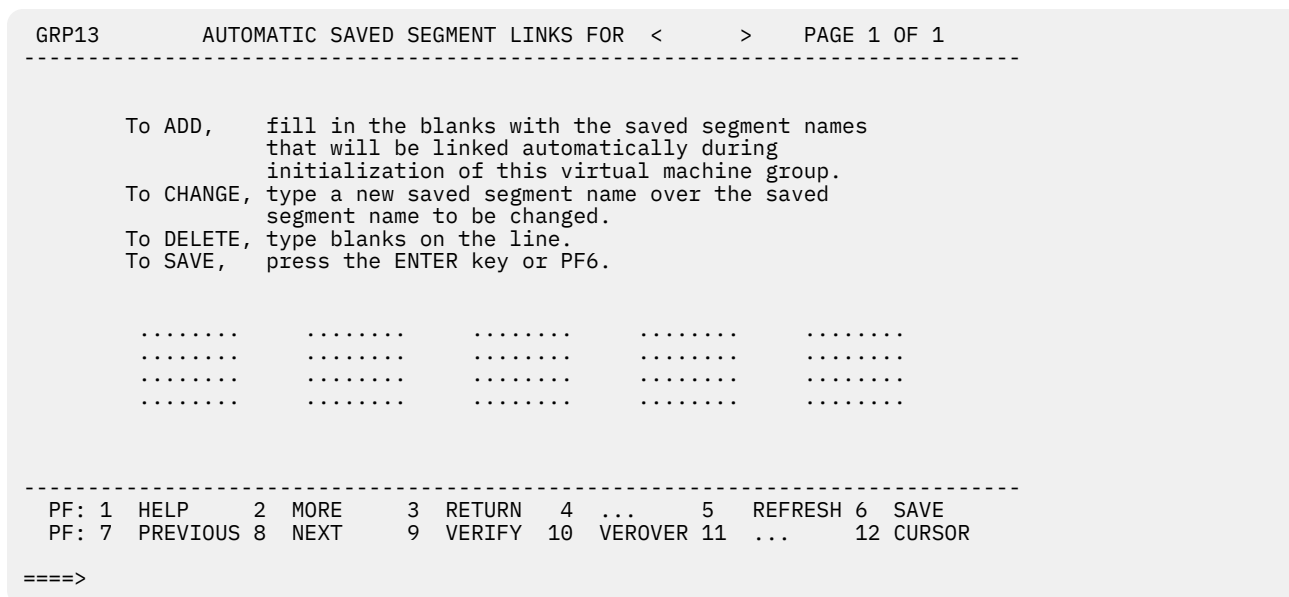 GRP13        AUTOMATIC SAVED SEGMENT LINKS FOR  <      >    PAGE 1 OF 1
------------------------------------------------------------------------------
To ADD,    fill in the blanks with the saved segment names
that will be linked automatically during
initialization of this virtual machine group.
To CHANGE, type a new saved segment name over the saved
segment name to be changed.
To DELETE, type blanks on the line.
To SAVE,   press the ENTER key or PF6.
........     ........     ........     ........     ........
........     ........     ........     ........     ........
........     ........     ........     ........     ........
........     ........     ........     ........     ........
------------------------------------------------------------------------------
PF: 1  HELP     2  MORE     3  RETURN   4  ...     5   REFRESH 6  SAVE
PF: 7  PREVIOUS 8  NEXT     9  VERIFY  10  VEROVER 11  ...     12 CURSOR
====>